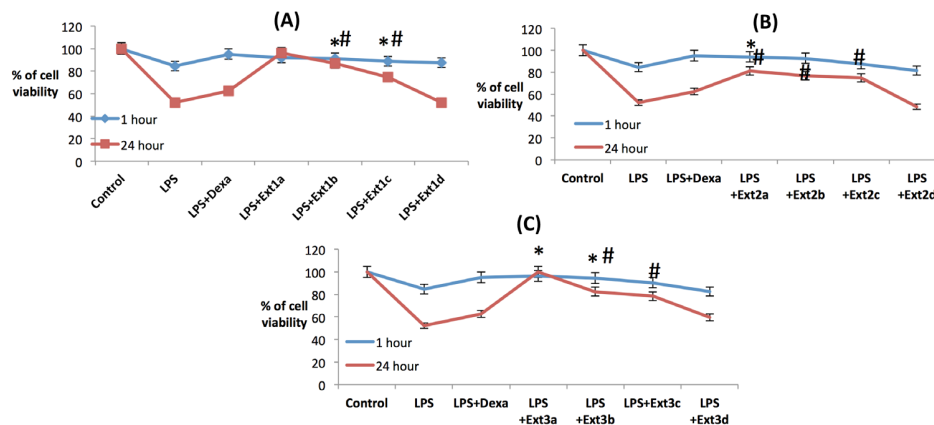 (A)
120
100
80
60
40
20
0
% of cell
viability
*#
*#
1 hour
24 hour
Control
LPS
LPS+Dexa
LPS+Ext1a
LPS+Ext1b
LPS+Ext1c
LPS+Ext1d
(B)
120
100
80
60
40
20
0
% of cell
viability
*
#
#
#
#
1 hour
24 hour
Control
LPS
LPS+Dexa
LPS
+Ext2a
LPS
+Ext2b
LPS
+Ext2c
LPS
+Ext2d
(C)
120
100
80
60
40
20
0
% of cell
viability
*
* #
#
1 hour
24 hour
Control
LPS
LPS+Dexa
LPS
+Ext3a
LPS
+Ext3b
LPS+Ext3c
LPS
+Ext3d